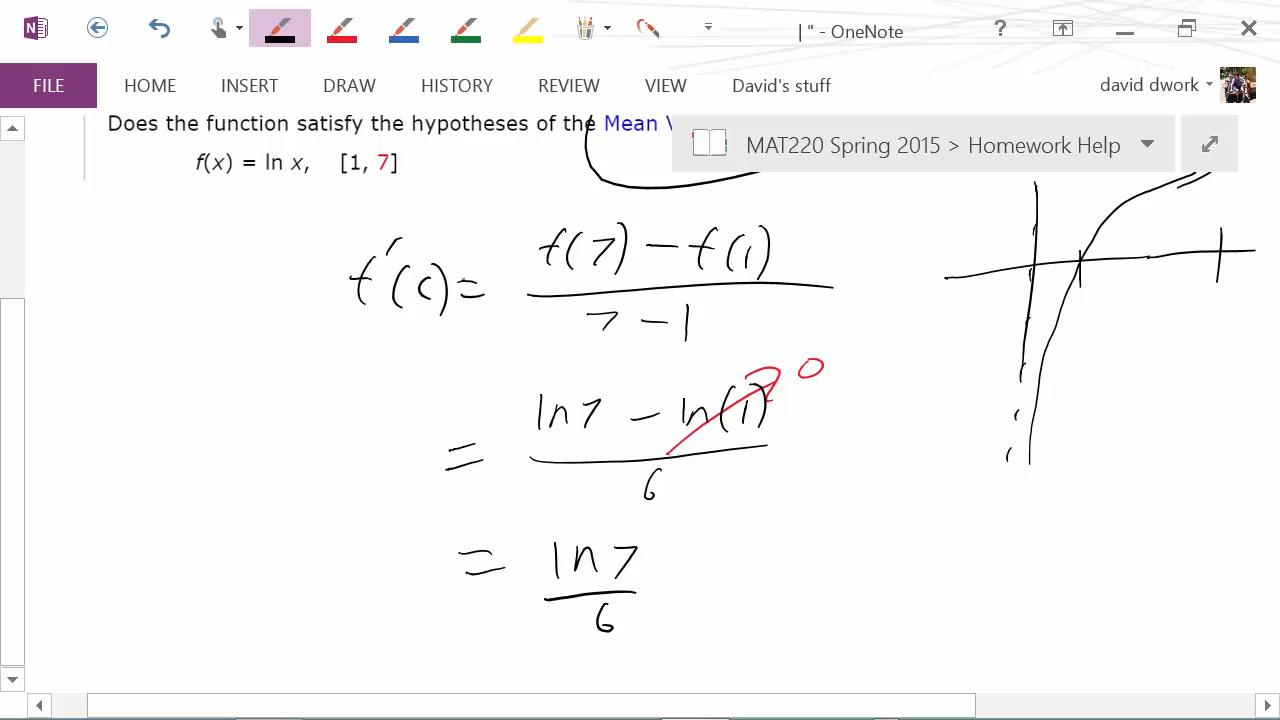 | " - OneNote
?
FILE HOME INSERT DRAW HISTORY REVIEW VIEW David's stuff
david dwork
Does the function satisfy the hypotheses of the Mean
MAT220 Spring 2015 > Homework Help
f(x) = ln x, [1, 7]
f'(c) = f(7) - f(1)
7 - 1
0
= ln 7 - ln(1)
6
= ln 7
6